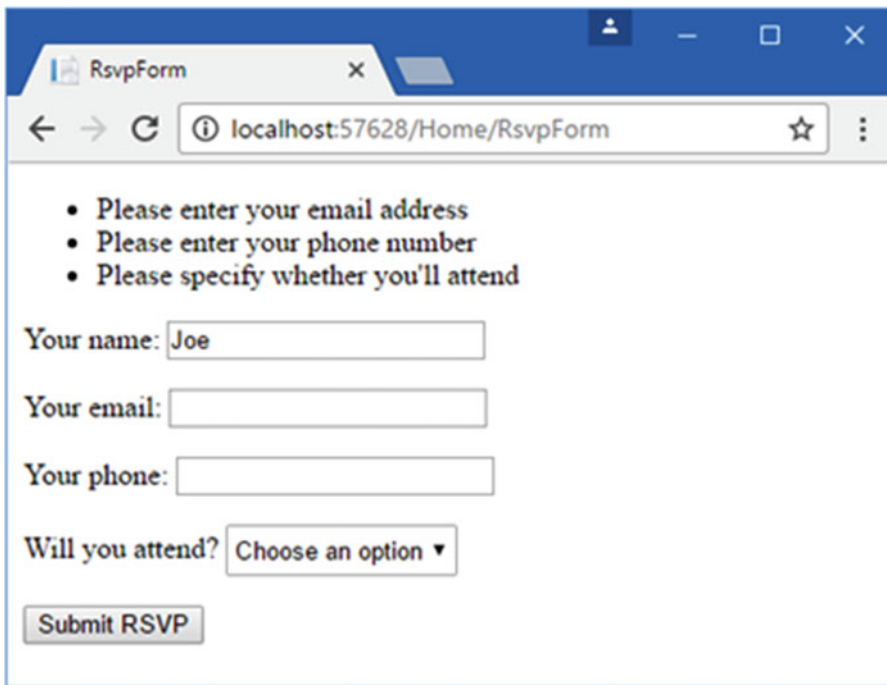 RsvpForm
localhost:57628/Home/RsvpForm
Please enter your email address
Please enter your phone number
Please specify whether you'll attend
Your name: Joe
Your email:
Your phone:
Will you attend? Choose an option
Submit RSVP